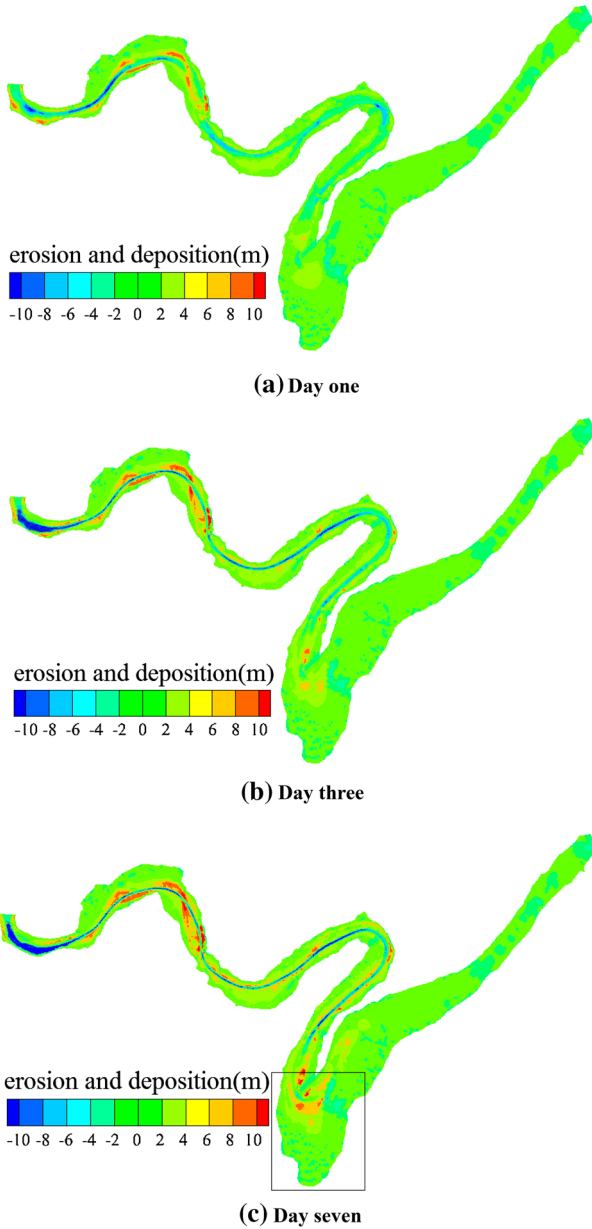 erosion and deposition(m)
-10 -8 -6 -4 -2 0 2 4 6 8 10
(a) Day one
erosion and deposition(m)
-10 -8 -6 -4 -2 0 2 4 6 8 10
(b) Day three
erosion and deposition(m)
-10 -8 -6 -4 -2 0 2 4 6 8 10
(c) Day seven